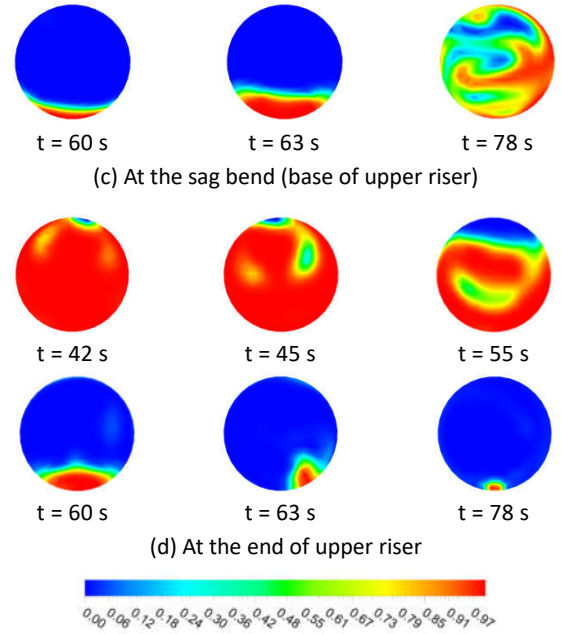 t = 60 s t = 63 s t = 78 s
(c) At the sag bend (base of upper riser)
t = 42 s t = 45 s t = 55 s
t = 60 s t = 63 s t = 78 s
(d) At the end of upper riser
0.00 0.06 0.12 0.18 0.24 0.30 0.36 0.42 0.48 0.55 0.61 0.67 0.73 0.79 0.85 0.91 0.97